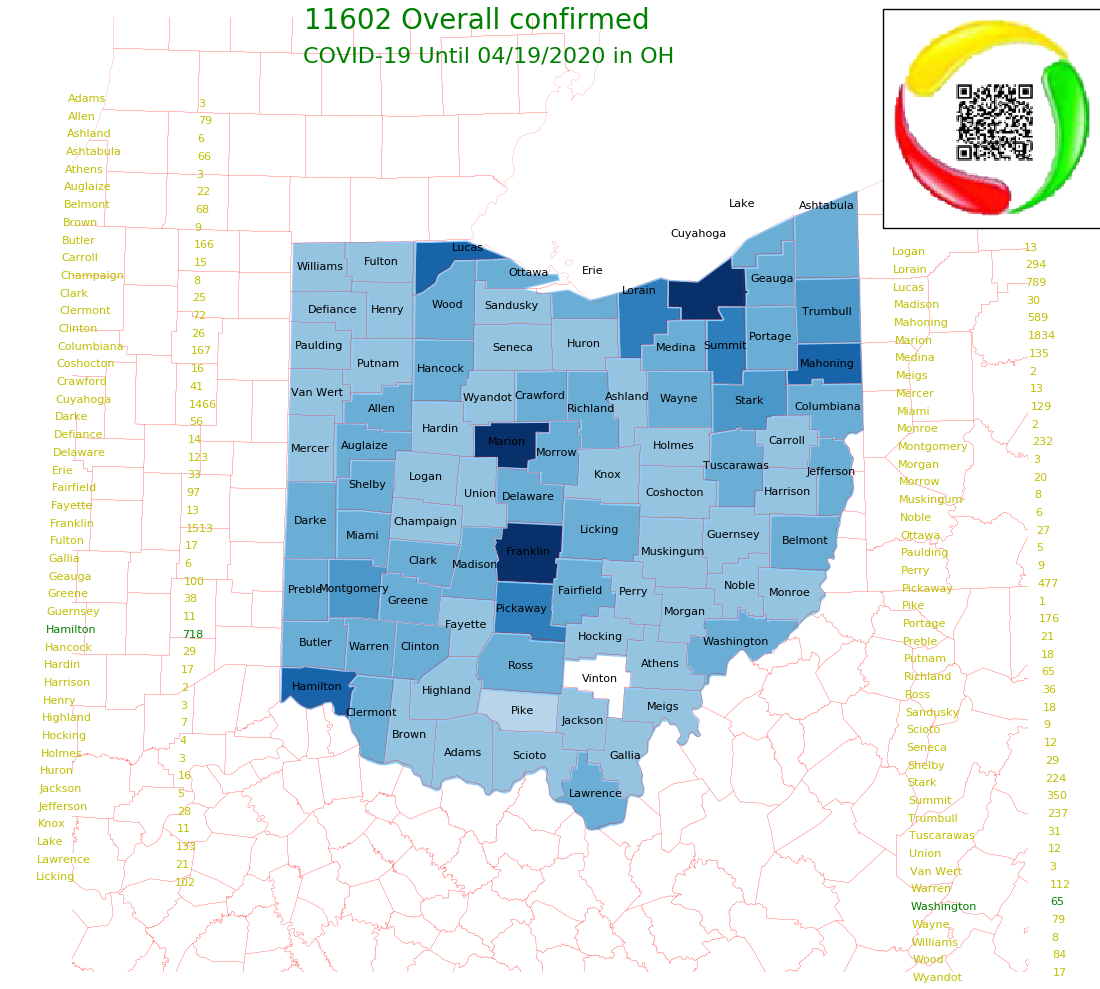 11602 Overall confirmed
COVID-19 Until 04/19/2020 in OH
Adams 3
Allen 79
Ashland 6
Ashtabula 66
Athens 3
Auglaize 22
Belmont 68
Brown 9
Butler 166
Carroll 15
Champaign 8
Clark 25
Clermont 72
Clinton 26
Columbiana 167
Coshocton 16
Crawford 41
Cuyahoga 1466
Darke 56
Defiance 14
Delaware 123
Erie 33
Fairfield 97
Fayette 13
Franklin 1513
Fulton 17
Gallia 6
Geauga 100
Greene 38
Guernsey 11
Hamilton 718
Hancock 29
Hardin 17
Harrison 2
Henry 3
Highland 7
Hocking 4
Holmes 3
Huron 16
Jackson 5
Jefferson 28
Knox 11
Lake 133
Lawrence 21
Licking 102
Lake
Ashtabula
Cuyahoga
Lucas
Williams
Fulton
Ottawa
Erie
Geauga
Lorain
Defiance
Henry
Wood
Sandusky
Trumbull
Paulding
Seneca
Huron
Medina
Summit
Portage
Putnam
Hancock
Mahoning
Van Wert
Wyandot
Crawford
Ashland
Wayne
Stark
Allen
Richland
Columbiana
Hardin
Mercer
Auglaize
Marion
Morrow
Holmes
Carroll
Logan
Knox
Tuscarawas
Jefferson
Shelby
Union
Delaware
Coshocton
Harrison
Darke
Champaign
Licking
Miami
Guernsey
Belmont
Clark
Madison
Franklin
Muskingum
Preble
Montgomery
Fairfield
Perry
Noble
Monroe
Greene
Pickaway
Morgan
Fayette
Hocking
Butler
Warren
Clinton
Washington
Ross
Athens
Hamilton
Highland
Vinton
Clermont
Pike
Jackson
Meigs
Brown
Adams
Scioto
Gallia
Lawrence
Logan 13
Lorain 294
Lucas 789
Madison 30
Mahoning 589
Marion 1834
Medina 135
Meigs 2
Mercer 13
Miami 129
Monroe 2
Montgomery 232
Morgan 3
Morrow 20
Muskingum 8
Noble 6
Ottawa 27
Paulding 5
Perry 9
Pickaway 477
Pike 1
Portage 176
Preble 21
Putnam 18
Richland 65
Ross 36
Sandusky 18
Scioto 9
Seneca 12
Shelby 29
Stark 224
Summit 350
Trumbull 237
Tuscarawas 31
Union 12
Van Wert 3
Warren 112
Washington 65
Wayne 79
Williams 8
Wood 84
Wyandot 17